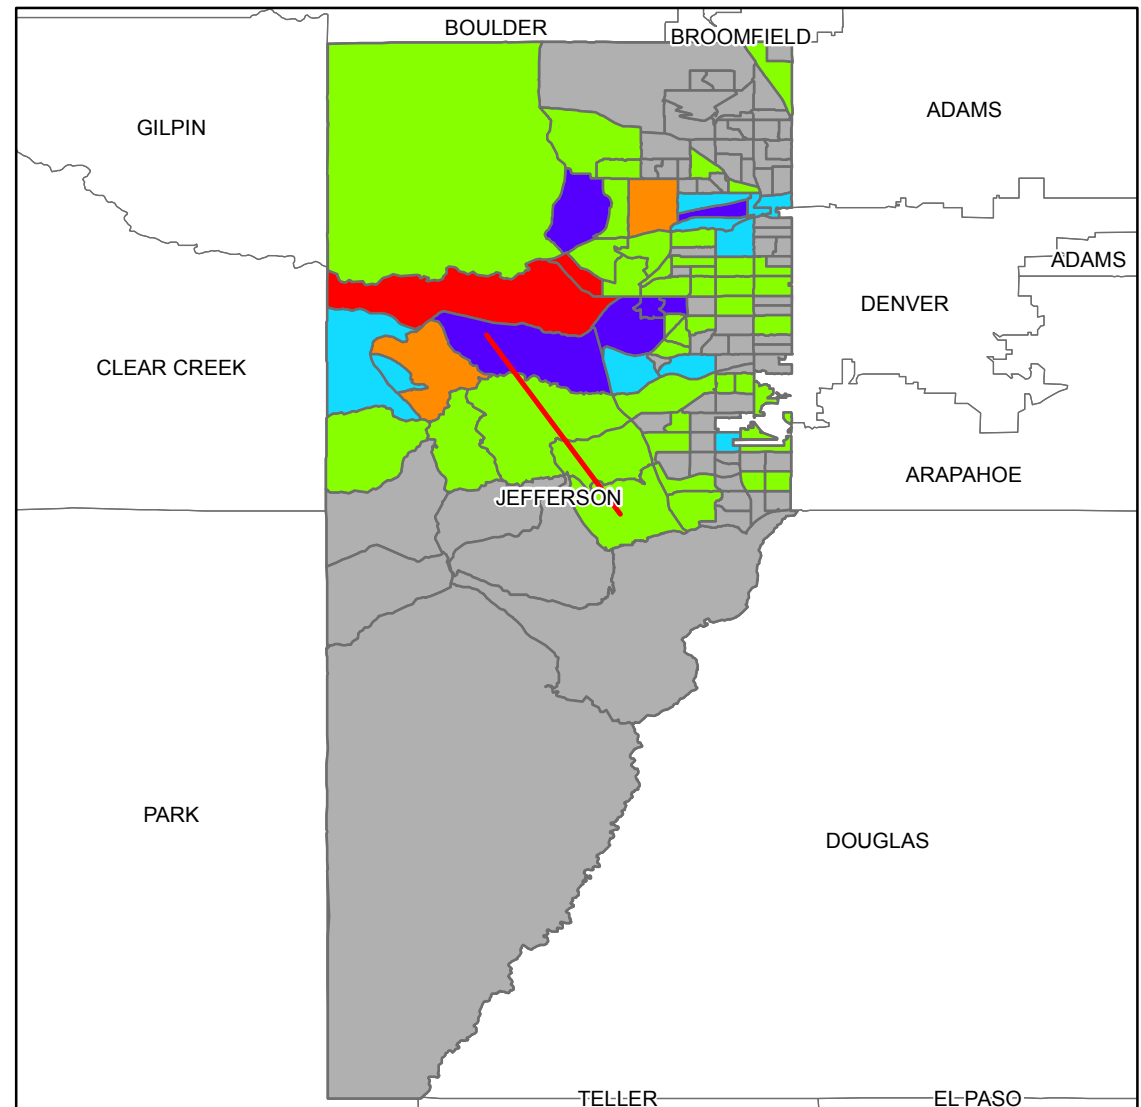 BOULDER
BROOMFIELD
GILPIN
ADAMS
ADAMS
DENVER
CLEAR CREEK
ARAPAHOE
JEFFERSON
PARK
DOUGLAS
TELLER
EL PASO